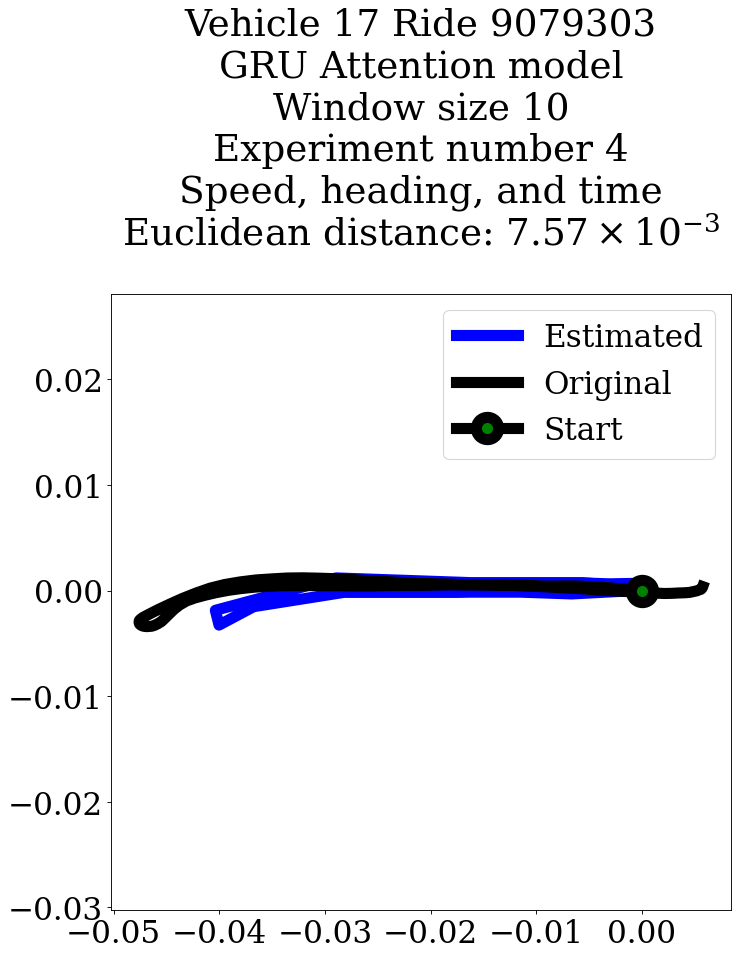 Vehicle 17 Ride 9079303
GRU Attention model
Window size 10
Experiment number 4
Speed, heading, and time
Euclidean distance: 7.57 × 10⁻³
Estimated
Original
Start
0.02
0.01
0.00
−0.01
−0.02
−0.03
−0.05 −0.04 −0.03 −0.02 −0.01 0.00